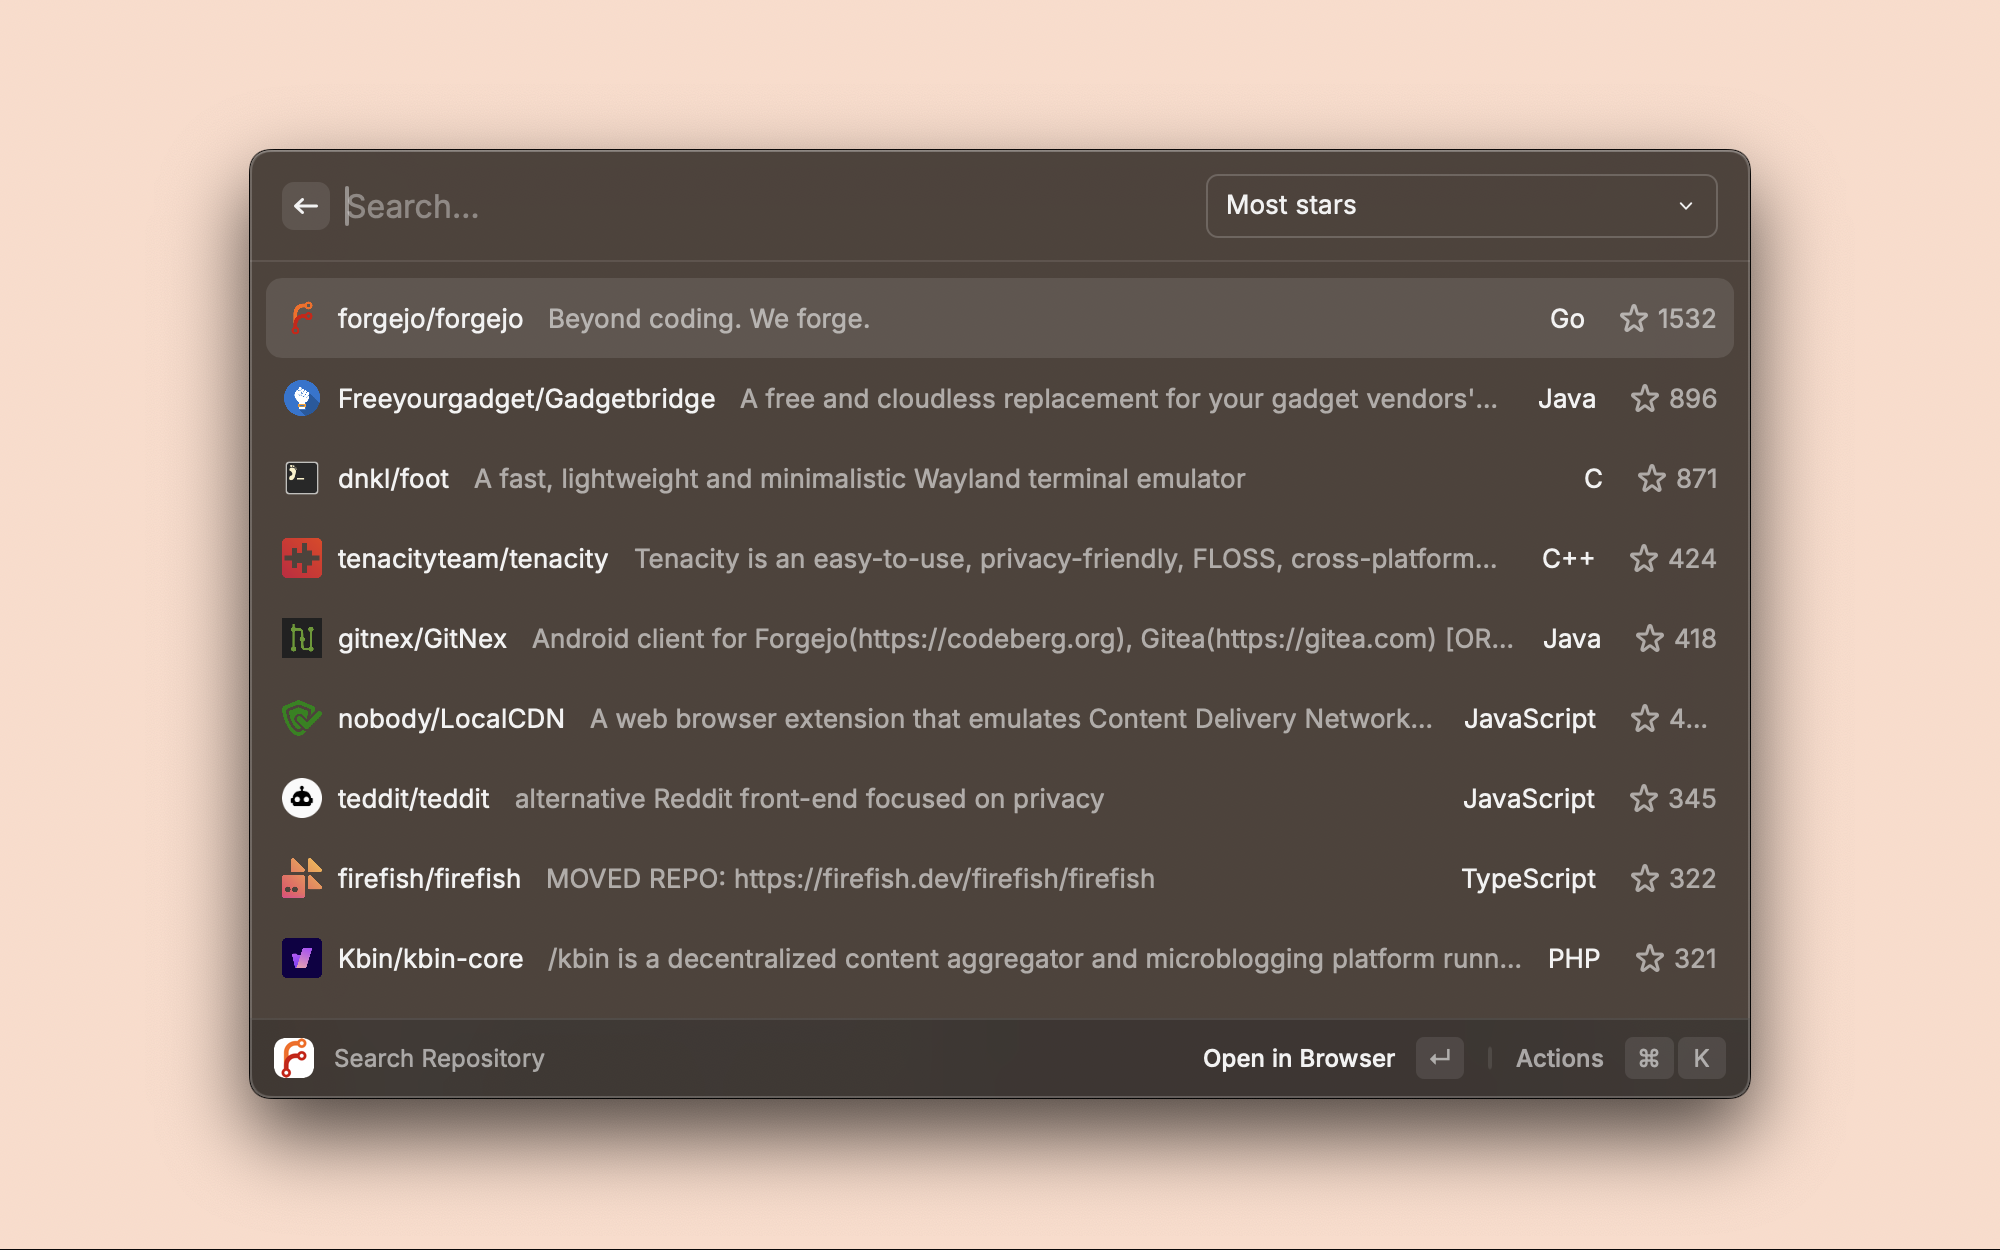 Search...
Most stars
forgejo/forgejo Beyond coding. We forge. Go 1532
Freeyourgadget/Gadgetbridge A free and cloudless replacement for your gadget vendors'... Java 896
dnkl/foot A fast, lightweight and minimalistic Wayland terminal emulator C 871
tenacityteam/tenacity Tenacity is an easy-to-use, privacy-friendly, FLOSS, cross-platform... C++ 424
gitnex/GitNex Android client for Forgejo(https://codeberg.org), Gitea(https://gitea.com) [OR... Java 418
nobody/LocalCDN A web browser extension that emulates Content Delivery Network... JavaScript 4...
teddit/teddit alternative Reddit front-end focused on privacy JavaScript 345
firefish/firefish MOVED REPO: https://firefish.dev/firefish/firefish TypeScript 322
Kbin/kbin-core /kbin is a decentralized content aggregator and microblogging platform runn... PHP 321
Search Repository Open in Browser ↵ Actions ⌘ K